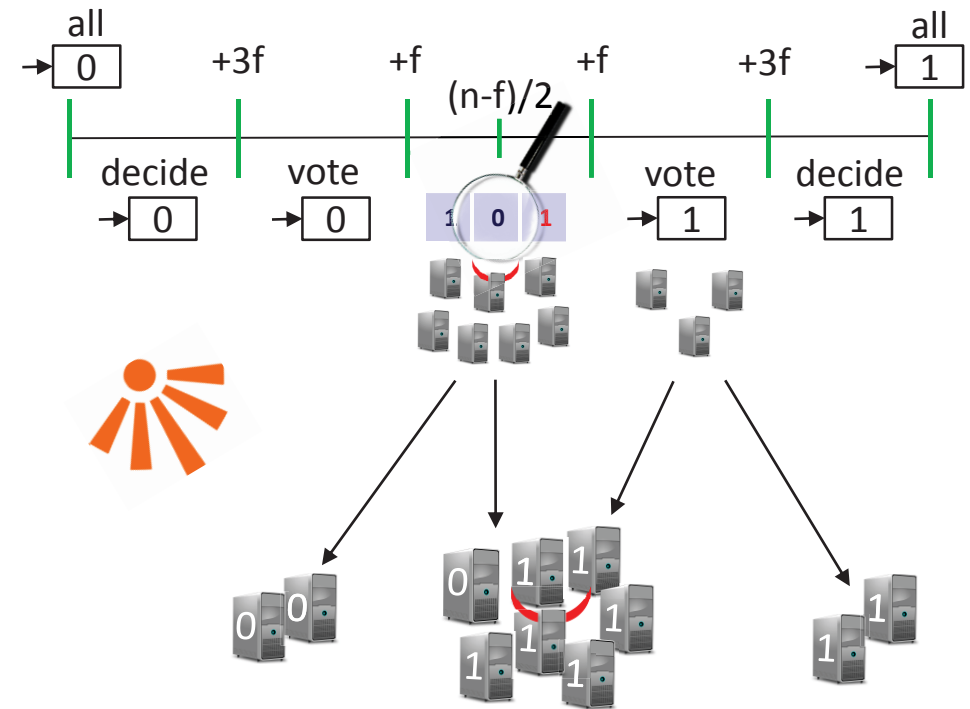 all
all
0
+3f
+f
(n-f)/2
+f
+3f
1
decide
vote
vote
decide
0
0
1 0 1
1
1
0 0
0 1 1
1 1 1 1
1 1